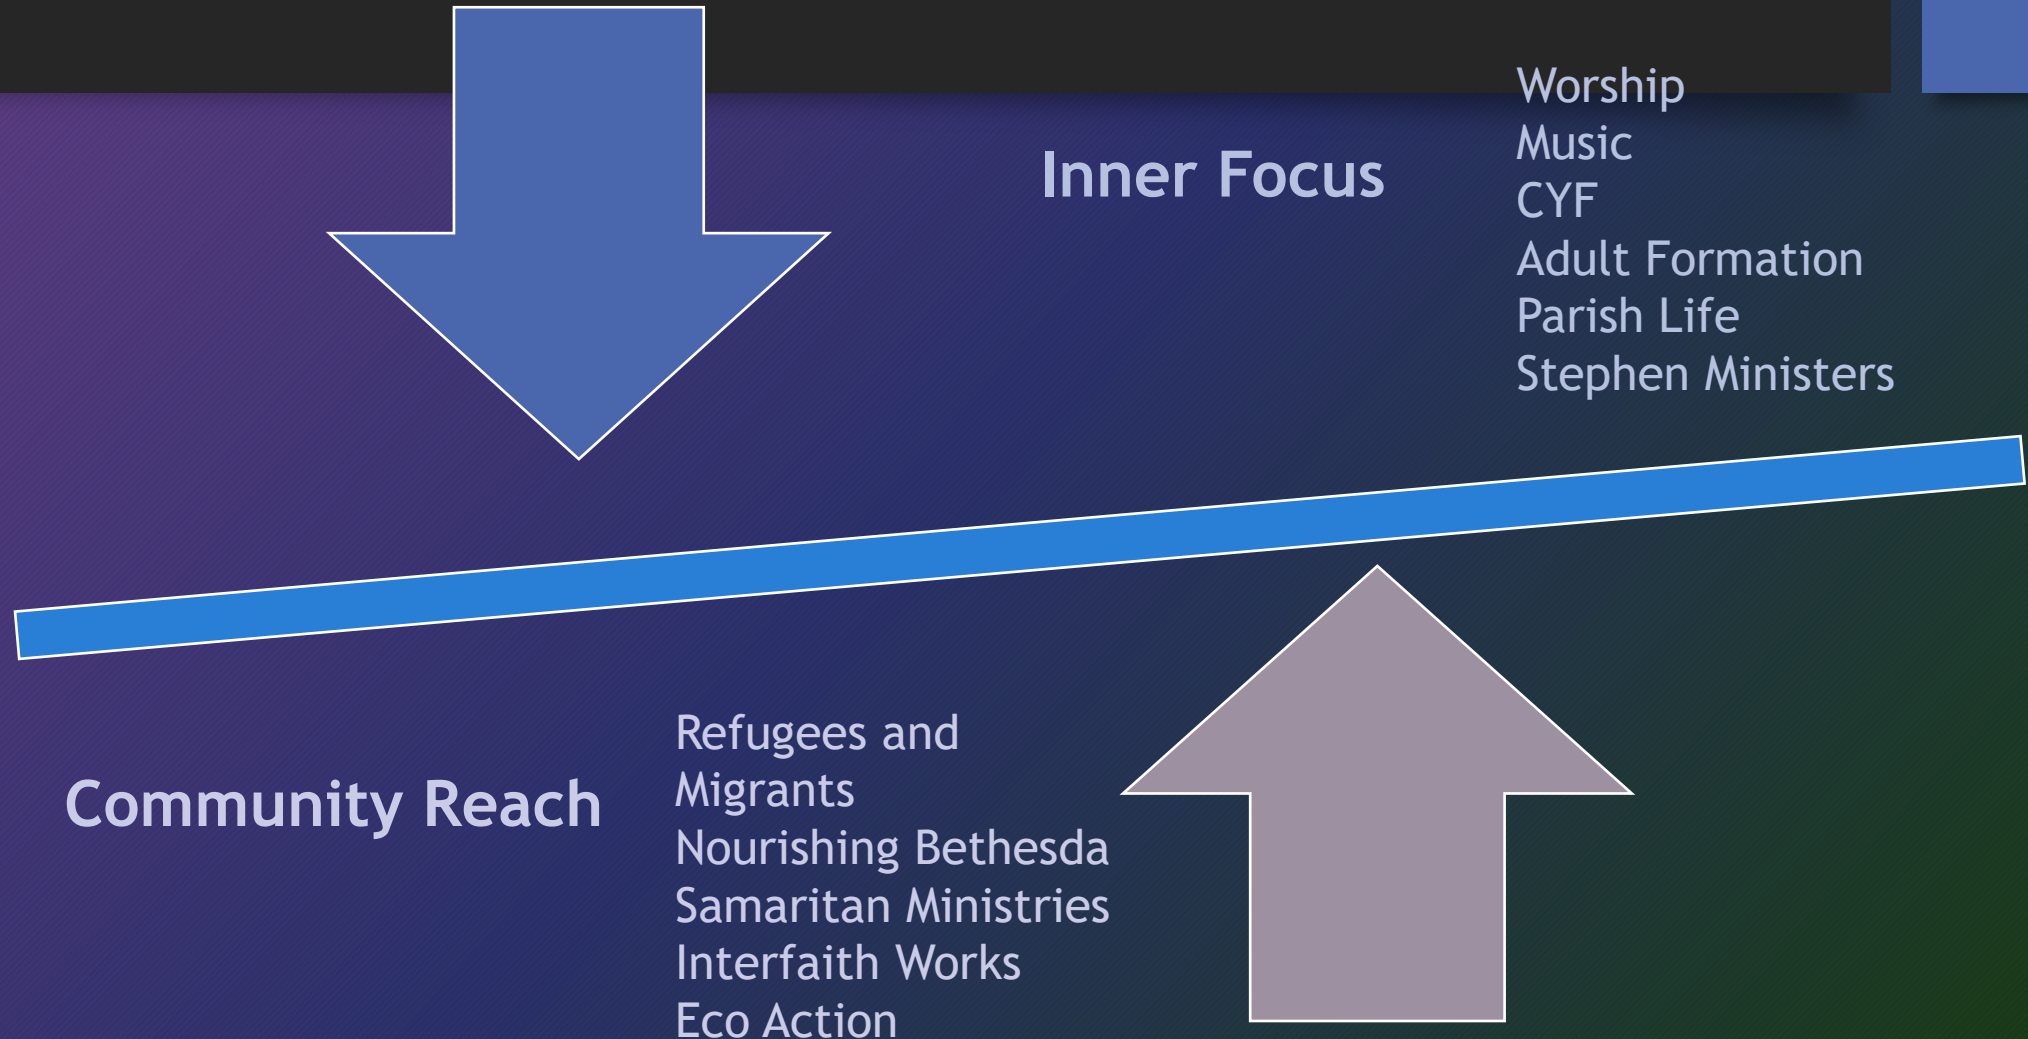 Inner Focus
Worship
Music
CYF
Adult Formation
Parish Life
Stephen Ministers
Community Reach
Refugees and
Migrants
Nourishing Bethesda
Samaritan Ministries
Interfaith Works
Eco Action